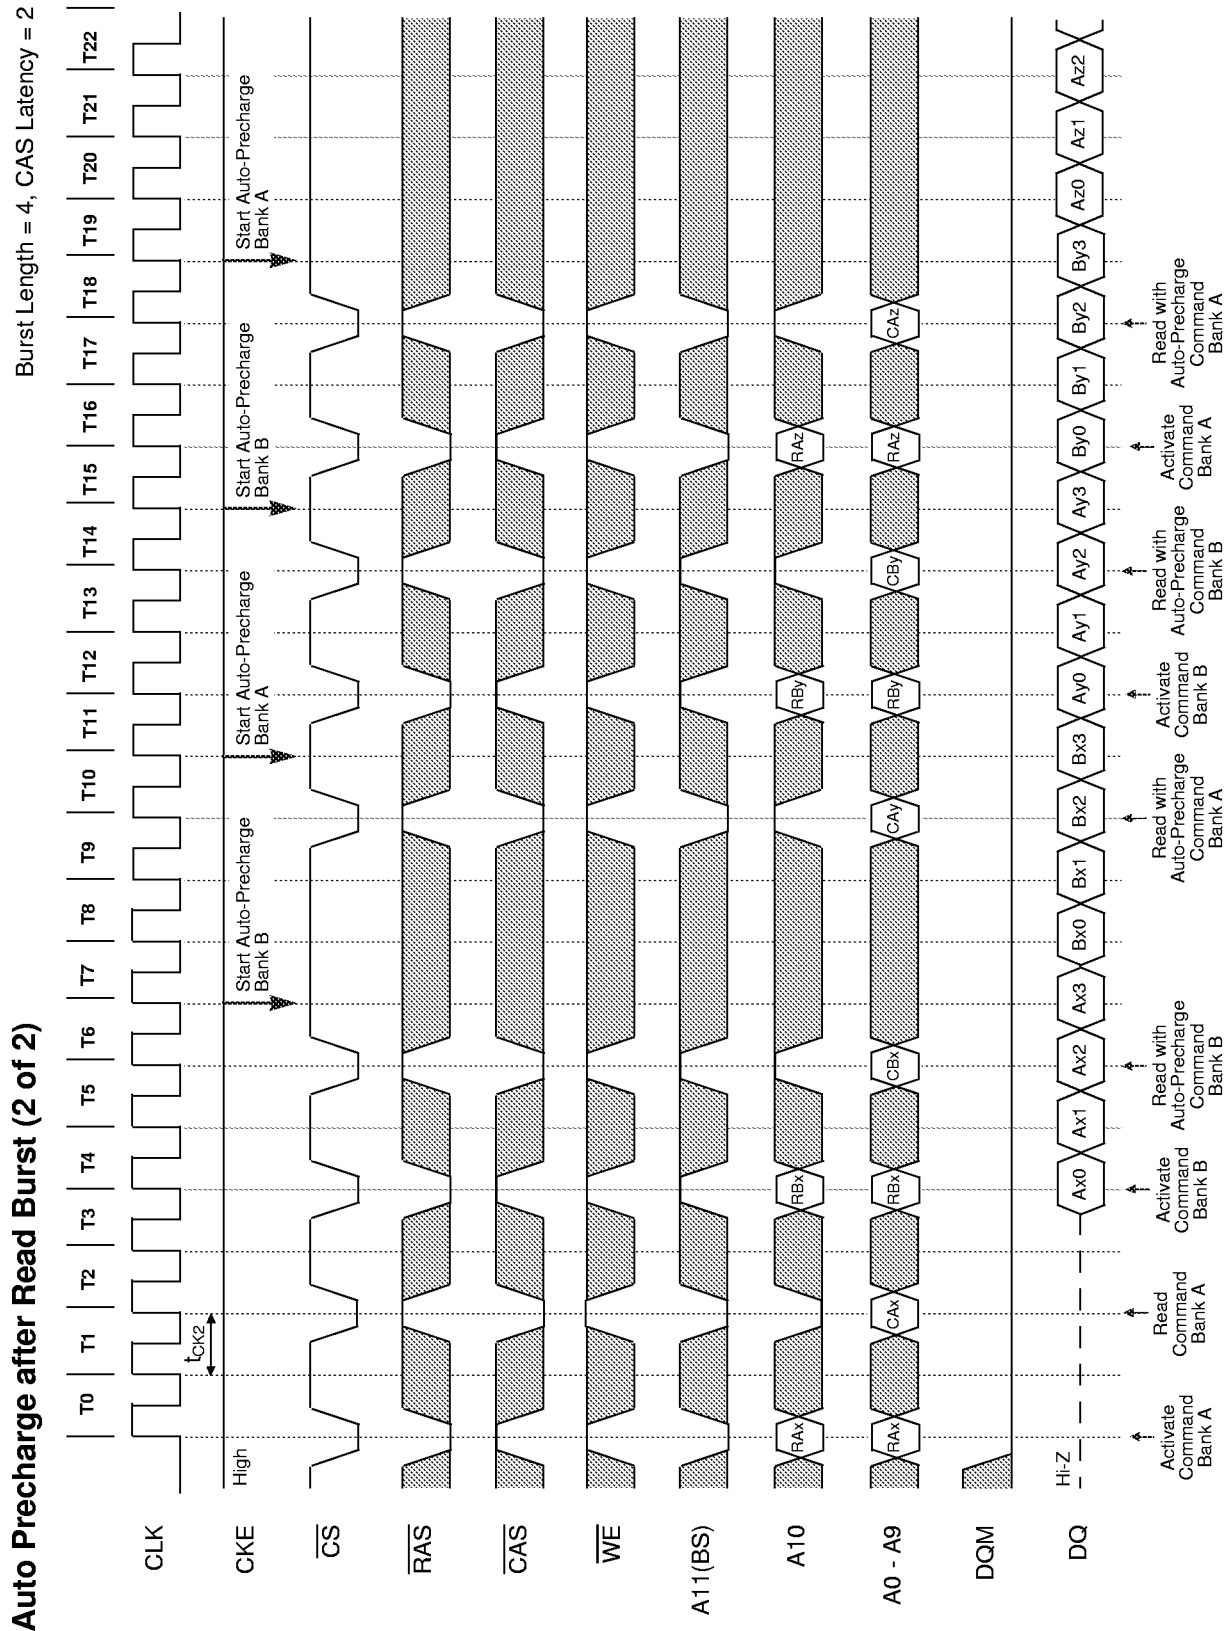 Auto Precharge after Read Burst (2 of 2)
Burst Length = 4, CAS Latency = 2
T0 T1 T2 T3 T4 T5 T6 T7 T8 T9 T10 T11 T12 T13 T14 T15 T16 T17 T18 T19 T20 T21 T22
CLK
tCK2
CKE
High
Start Auto-Precharge
Bank B
Start Auto-Precharge
Bank A
Start Auto-Precharge
Bank B
Start Auto-Precharge
Bank A
CS
RAS
CAS
WE
A11(BS)
A10
RAx RBx RBy RAz
A0 - A9
RAx CAx RBx CBx CAy RBy CBy RAz CAz
DQM
DQ
Hi-Z
Ax0 Ax1 Ax2 Ax3 Bx0 Bx1 Bx2 Bx3 Ay0 Ay1 Ay2 Ay3 By0 By1 By2 By3 Az0 Az1 Az2
Activate
Command
Bank A
Read
Command
Bank A
Activate
Command
Bank B
Read with
Auto-Precharge
Command
Bank B
Read with
Auto-Precharge
Command
Bank A
Activate
Command
Bank B
Read with
Auto-Precharge
Command
Bank B
Activate
Command
Bank A
Read with
Auto-Precharge
Command
Bank A